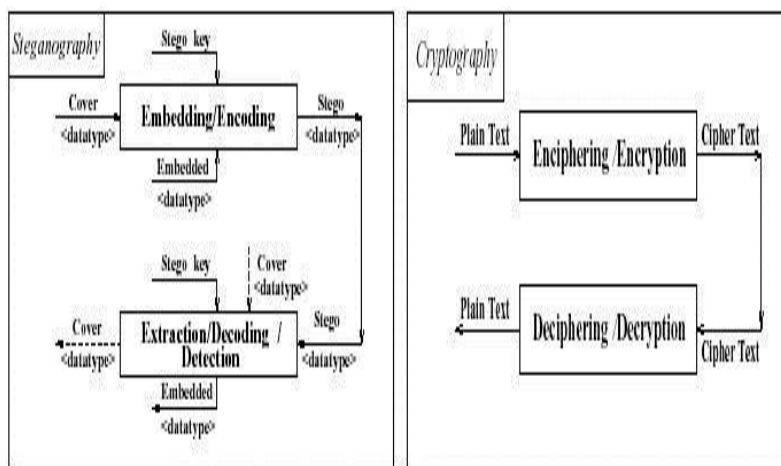 Steganography
Stego key
Cover
<datatype>
Embedding/Encoding
Stego
<datatype>
Embedded
<datatype>
Stego key
Cover
<datatype>
Cover
<datatype>
Extraction/Decoding /
Detection
Stego
<datatype>
Embedded
<datatype>
Cryptography
Plain Text
Enciphering /Encryption
Cipher Text
Plain Text
Deciphering /Decryption
Cipher Text